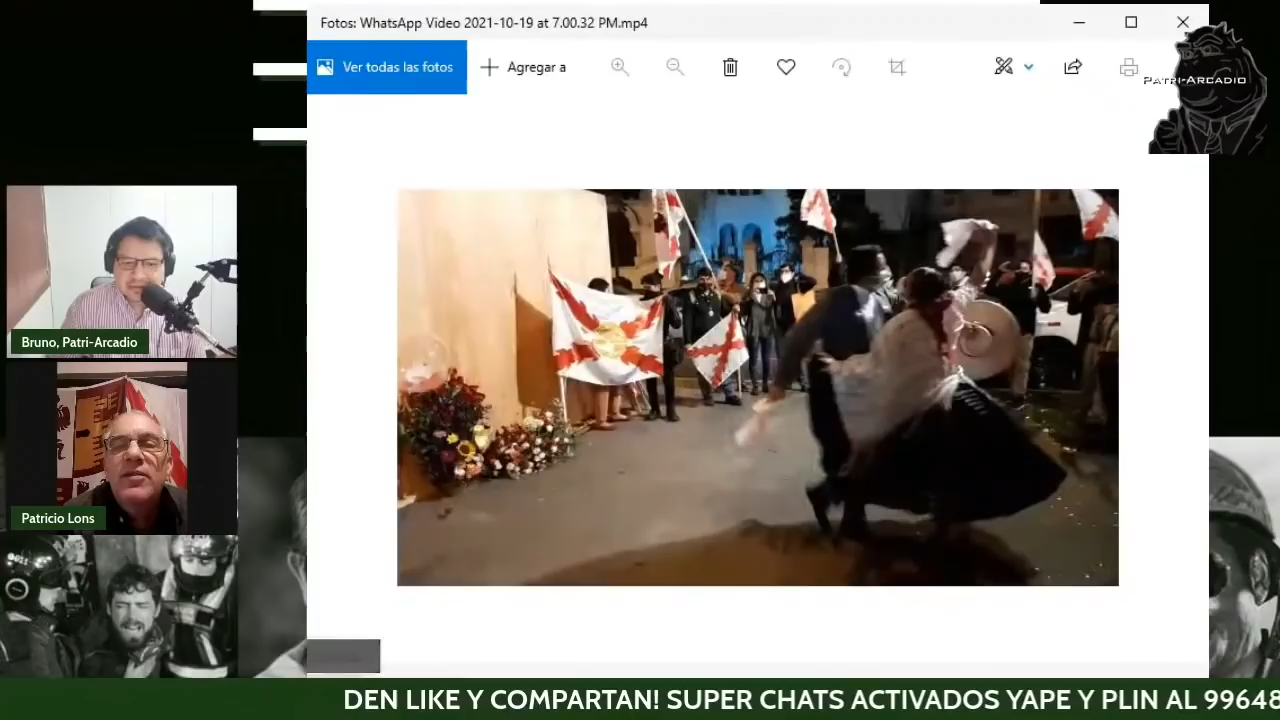 Fotos: WhatsApp Video 2021-10-19 at 7.00.32 PM.mp4
Ver todas las fotos
Agregar a
PATRI-ARCADIO
Bruno, Patri-Arcadio
Patricio Lons
DEN LIKE Y COMPARTAN! SUPER CHATS ACTIVADOS YAPE Y PLIN AL 99648